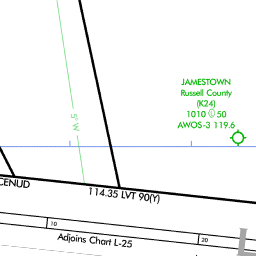 JAMESTOWN
Russell County
(K24)
1010 Ⓛ 50
AWOS-3 119.6
5° W
CENUD
114.35 LVT 90(Y)
10
20
Adjoins Chart L-25